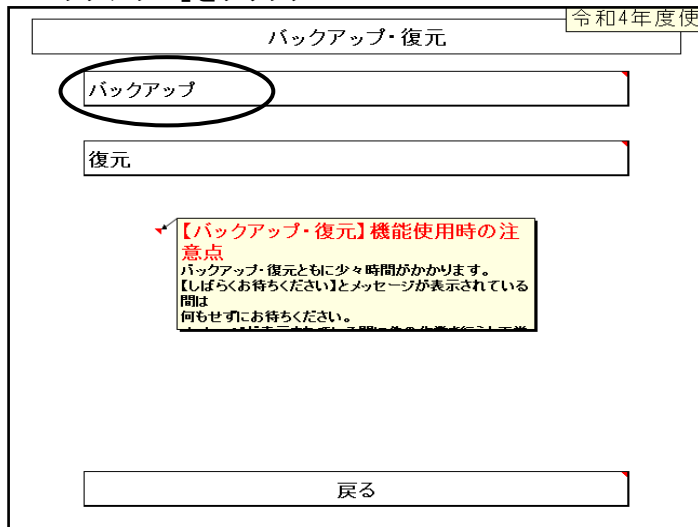 令和4年度使
バックアップ・復元
バックアップ
復元
【バックアップ・復元】機能使用時の注
意点
バックアップ・復元ともに少々時間がかかります。
【しばらくお待ちください】とメッセージが表示されている
間は
何もせずにお待ちください。
戻る